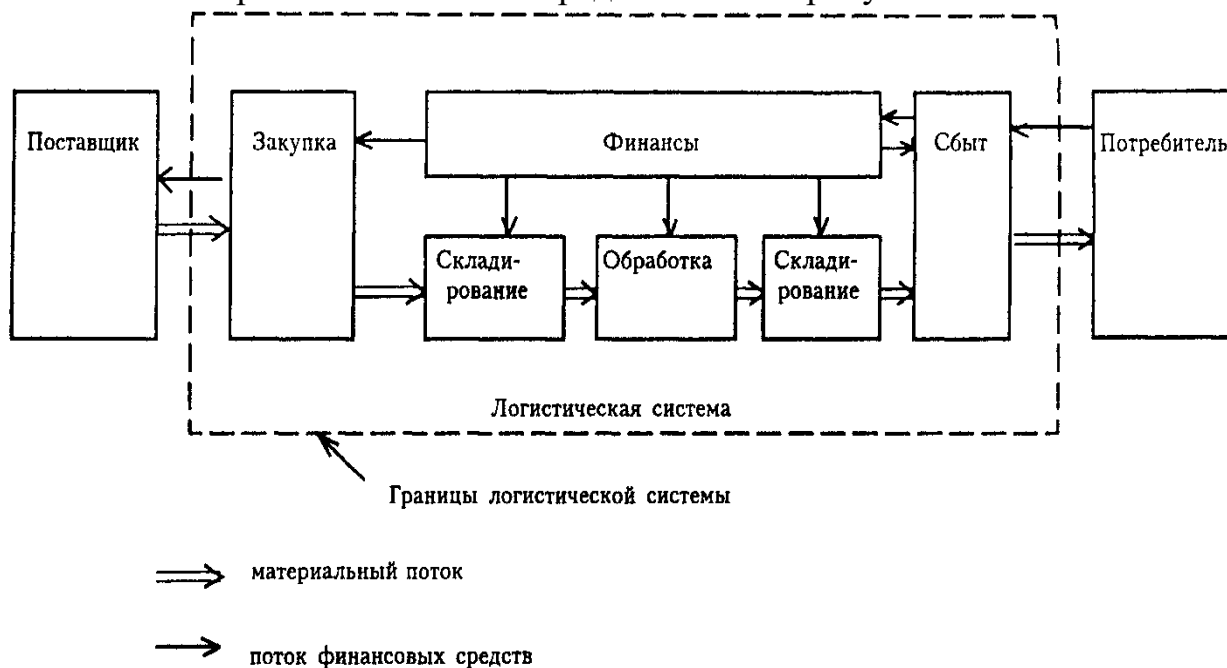 Поставщик
Закупка
Финансы
Сбыт
Потребитель
Склади-
рование
Обработка
Склади-
рование
Логистическая система
Границы логистической системы
материальный поток
поток финансовых средств